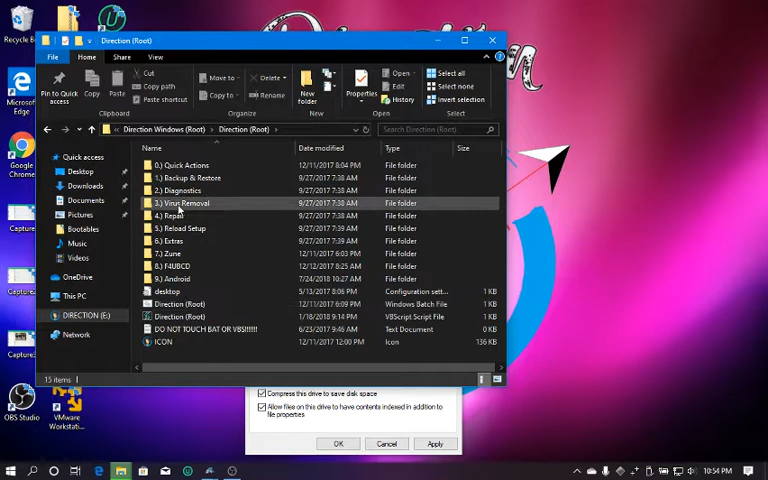 Recycle B
Direction (Root)
File
Home
Share
View
Pin to Quick access
Copy
Paste
Cut
Copy path
Paste shortcut
Clipboard
Move to
Copy to
Delete
Rename
Organize
New folder
New
Properties
Open
Edit
History
Open
Select all
Select none
Invert selection
Select
Direction Windows (Root)
Direction (Root)
Search Direction (Root)
Name
Date modified
Type
Size
Quick access
Desktop
Downloads
Documents
Pictures
Bootables
Music
Videos
OneDrive
This PC
DIRECTION (E:)
Network
0.) Quick Actions 12/11/2017 8:04 PM File folder
1.) Backup & Restore 9/27/2017 7:38 AM File folder
2.) Diagnostics 9/27/2017 7:38 AM File folder
3.) Virus Removal 9/27/2017 7:38 AM File folder
4.) Repair 9/27/2017 7:38 AM File folder
5.) Reload Setup 9/27/2017 7:39 AM File folder
6.) Extras 9/27/2017 7:39 AM File folder
7.) Zune 12/11/2017 6:03 PM File folder
8.) F4UBCD 12/12/2017 8:25 AM File folder
9.) Android 7/24/2018 10:27 AM File folder
desktop 5/13/2017 8:06 PM Configuration sett... 1 KB
Direction (Root) 12/11/2017 6:09 PM Windows Batch File 1 KB
Direction (Root) 1/18/2018 9:14 PM VBScript Script File 1 KB
DO NOT TOUCH BAT OR VBS!!!!!! 6/23/2017 9:46 AM Text Document 0 KB
ICON 12/11/2017 12:00 PM Icon 136 KB
15 items
Microsof
Edge
Google
Chrome
Capture
Capture2
Capture3
OBS Studio
VMware
Workstati...
Compress this drive to save disk space
Allow files on this drive to have contents indexed in addition to
file properties
OK
Cancel
Apply
10:54 PM